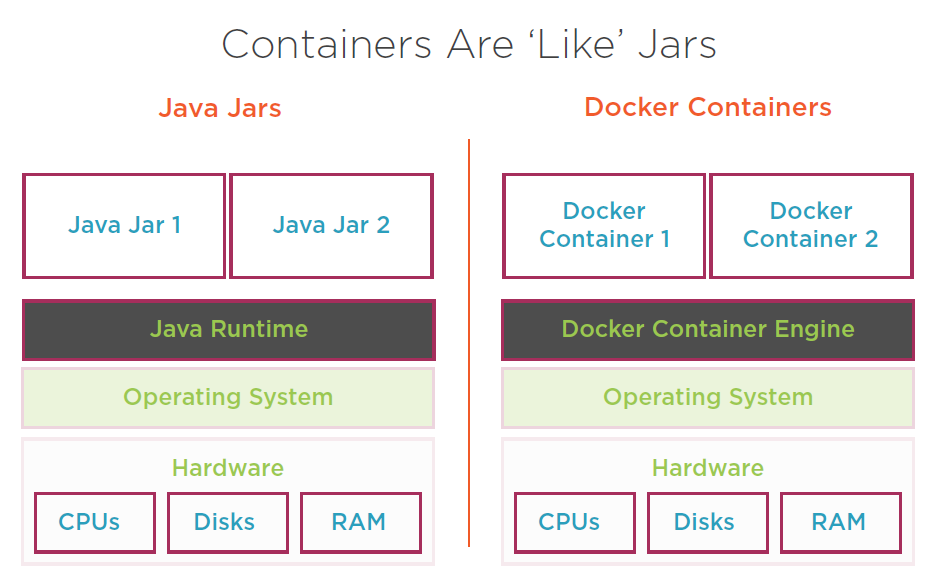 Containers Are ‘Like’ Jars
Java Jars
Java Jar 1
Java Jar 2
Java Runtime
Operating System
Hardware
CPUs
Disks
RAM
Docker Containers
Docker
Container 1
Docker
Container 2
Docker Container Engine
Operating System
Hardware
CPUs
Disks
RAM